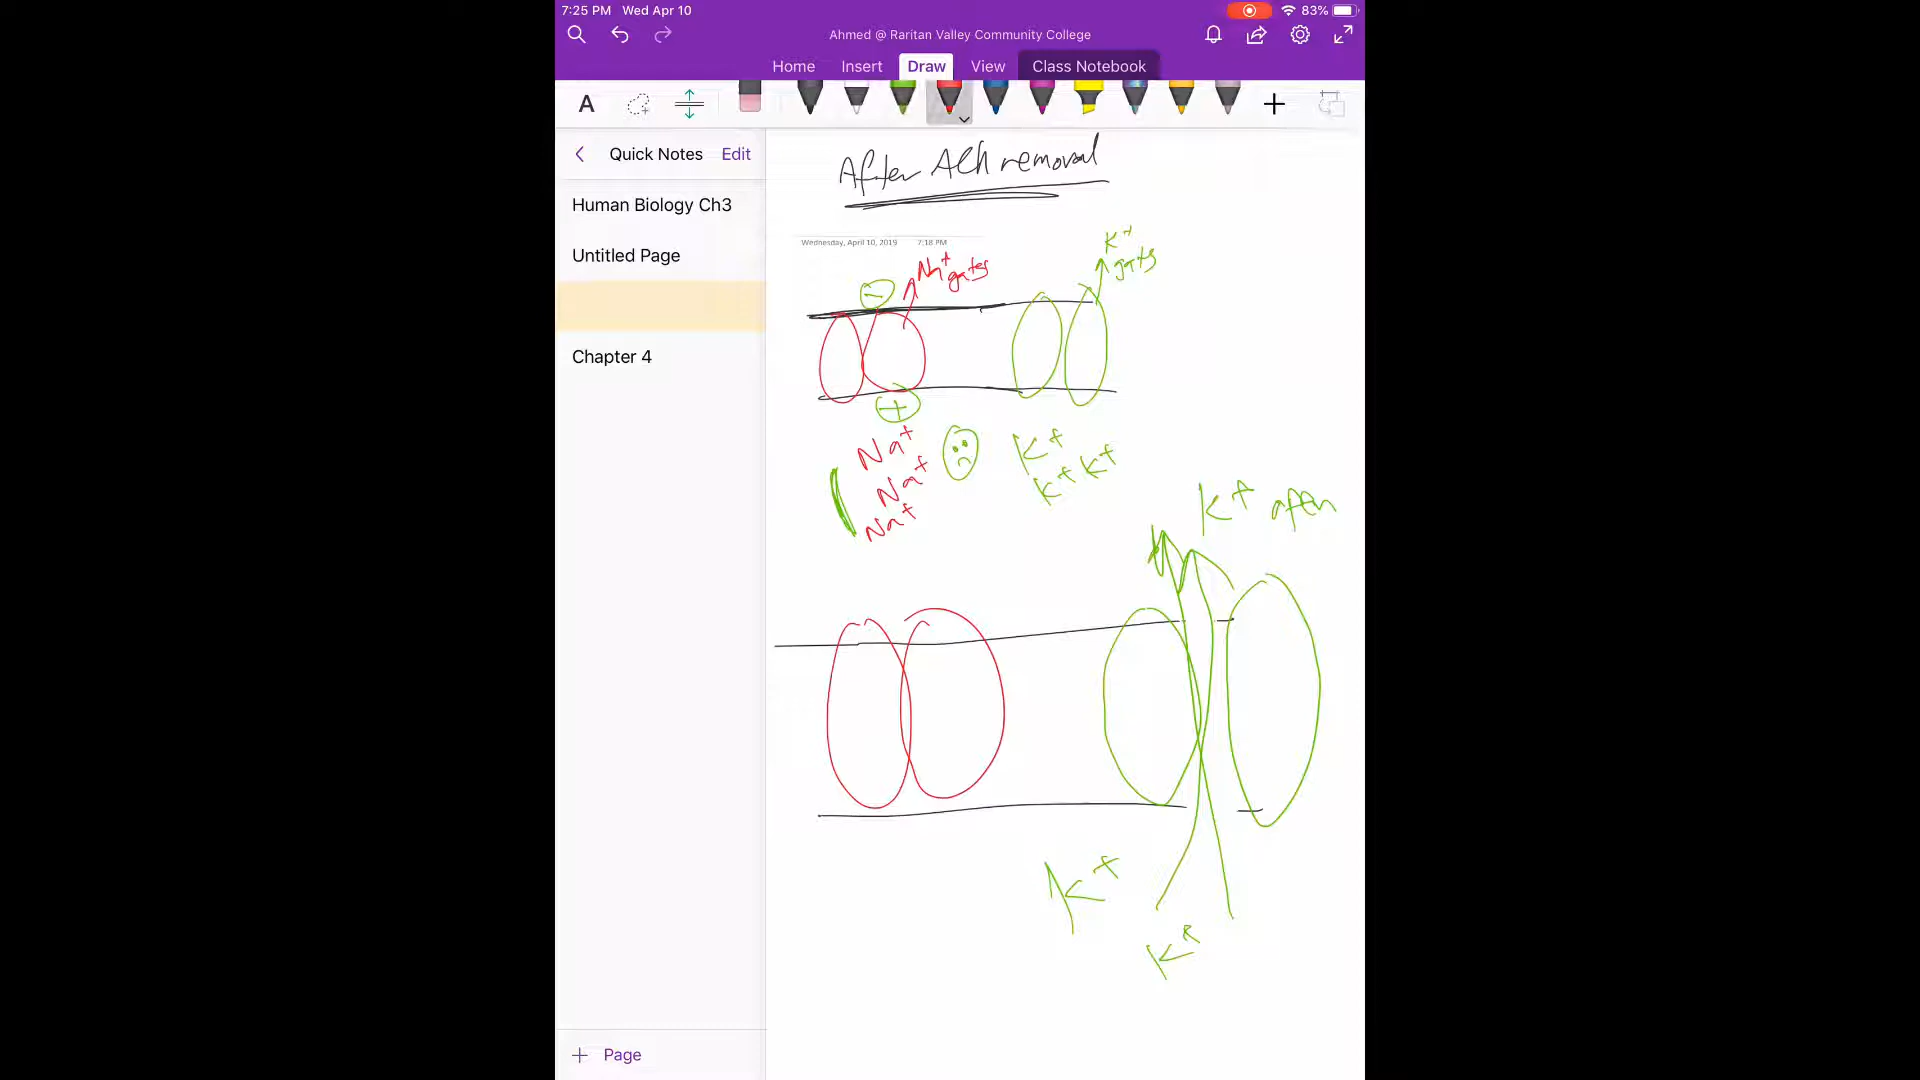 7:25 PM Wed Apr 10
83%
Ahmed @ Raritan Valley Community College
Home Insert Draw View Class Notebook
A
Quick Notes Edit
Human Biology Ch3
Untitled Page
Chapter 4
+ Page
After ACh removal
Wednesday, April 10, 2019 7:18 PM
Na+ gates
K+ gates
−
+
Na+
Na+
Na+
K+
K+ K+
K+ often
K+
K